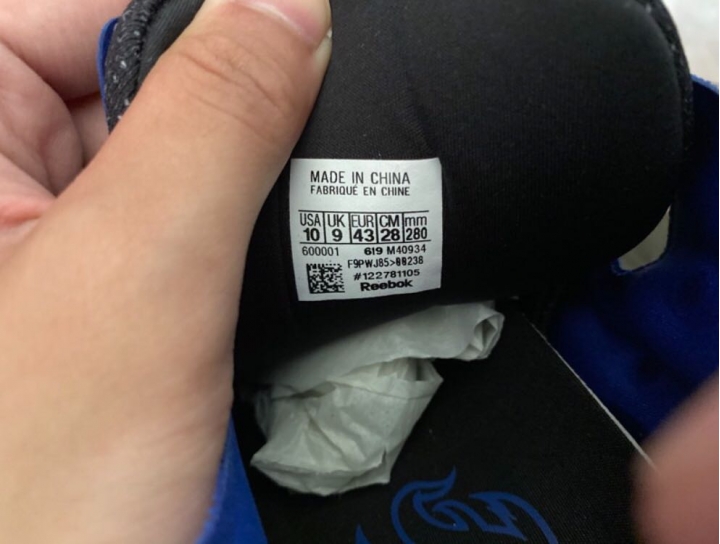 MADE IN CHINA
FABRIQUÉ EN CHINE
USA UK EUR CM mm
10 9 43 28 280
600001 619 M40934
#122781105
Reebok